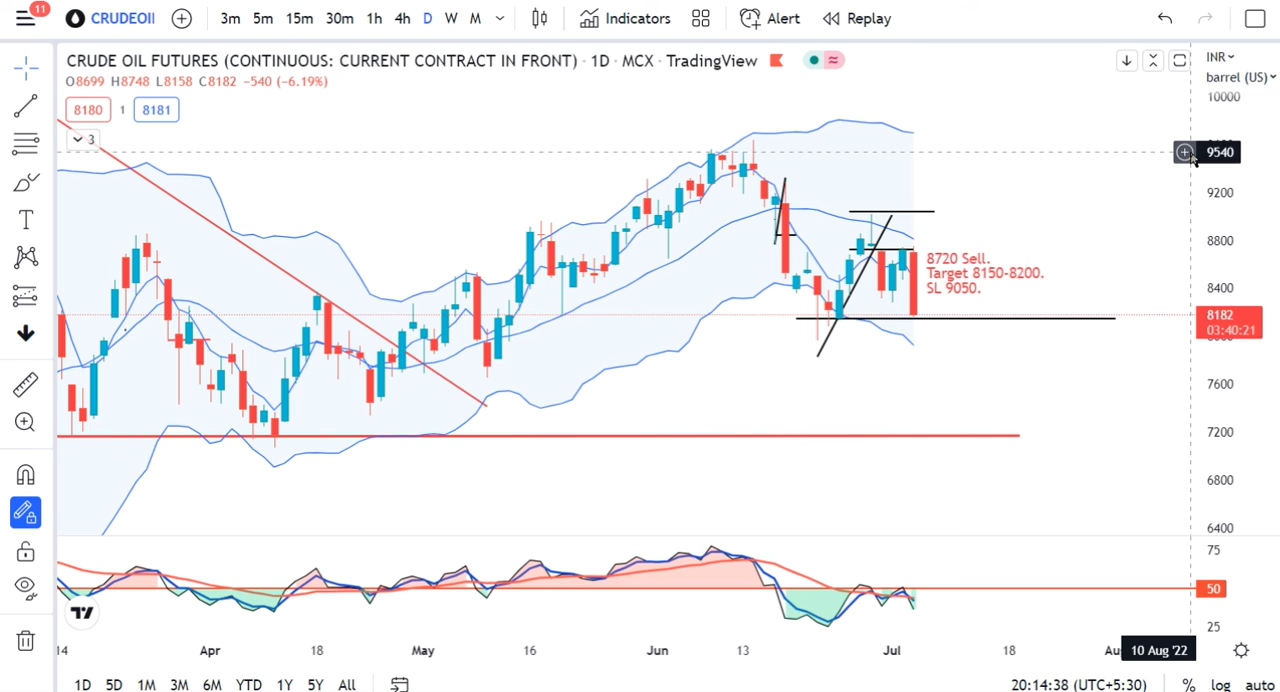 11
CRUDEOIl
3m 5m 15m 30m 1h 4h D W M
Indicators
Alert
Replay
CRUDE OIL FUTURES (CONTINUOUS: CURRENT CONTRACT IN FRONT) · 1D · MCX · TradingView
O8699 H8748 L8158 C8182 -540 (-6.19%)
8180 1 8181
3
INR
barrel (US)
10000
9540
9200
8800
8400
8182
03:40:21
7600
7200
6800
6400
8720 Sell.
Target 8150-8200.
SL 9050.
75
50
25
14 Apr 18 May 16 Jun 13 Jul 18 10 Aug '22
1D 5D 1M 3M 6M YTD 1Y 5Y All
20:14:38 (UTC+5:30) % log auto